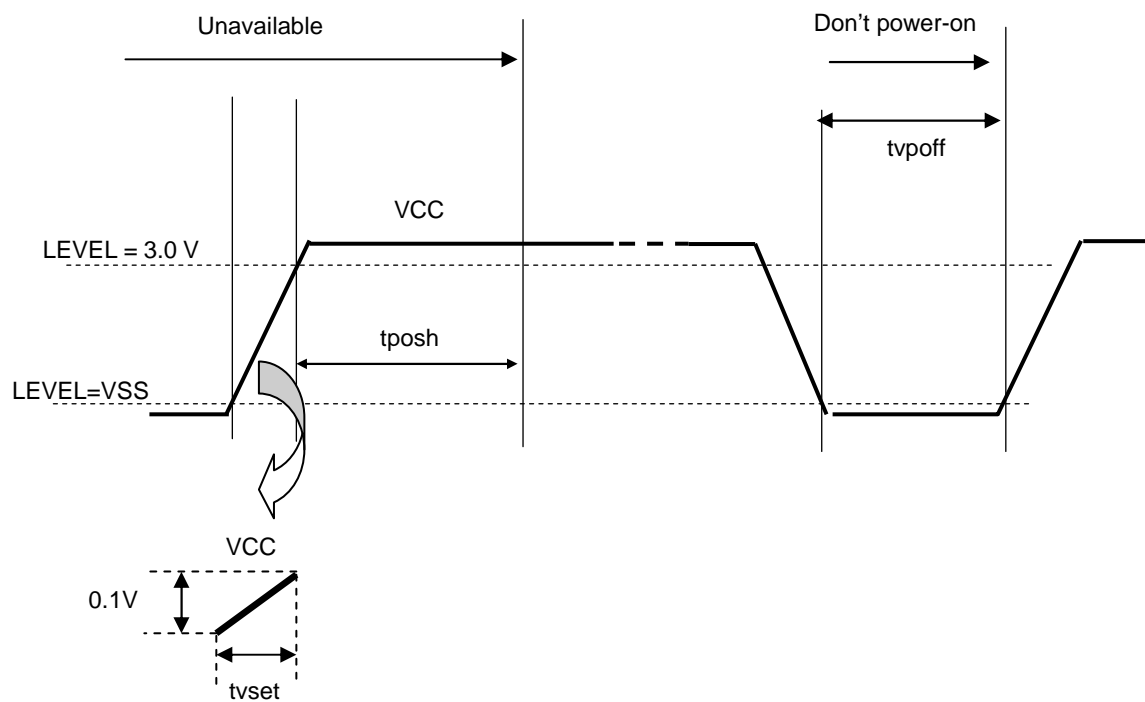 Unavailable
Don't power-on
tvpoff
VCC
LEVEL = 3.0 V
tposh
LEVEL=VSS
VCC
0.1V
tvset